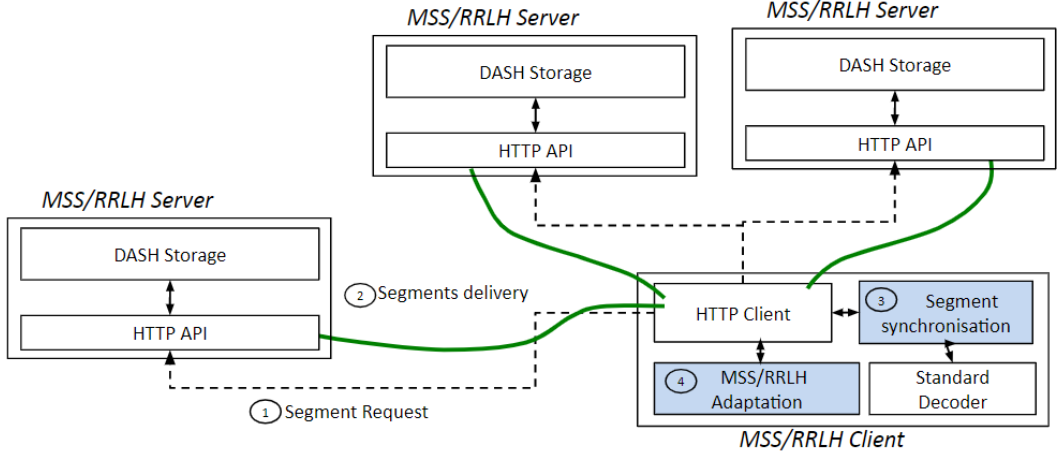 MSS/RRLH Server
DASH Storage
HTTP API
MSS/RRLH Server
DASH Storage
HTTP API
MSS/RRLH Server
DASH Storage
HTTP API
2 Segments delivery
1 Segment Request
HTTP Client
3 Segment
synchronisation
4 MSS/RRLH
Adaptation
Standard
Decoder
MSS/RRLH Client